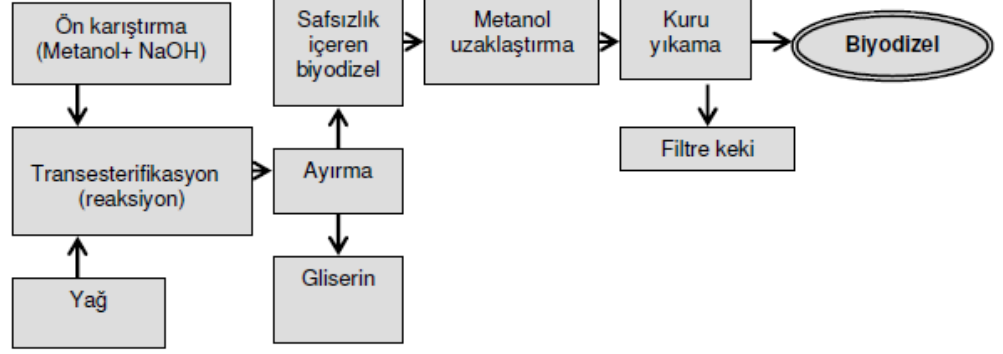 Ön karıştırma
(Metanol+ NaOH)
Transesterifikasyon
(reaksiyon)
Yağ
Safsızlık
içeren
biyodizel
Ayırma
Gliserin
Metanol
uzaklaştırma
Kuru
yıkama
Filtre keki
Biyodizel